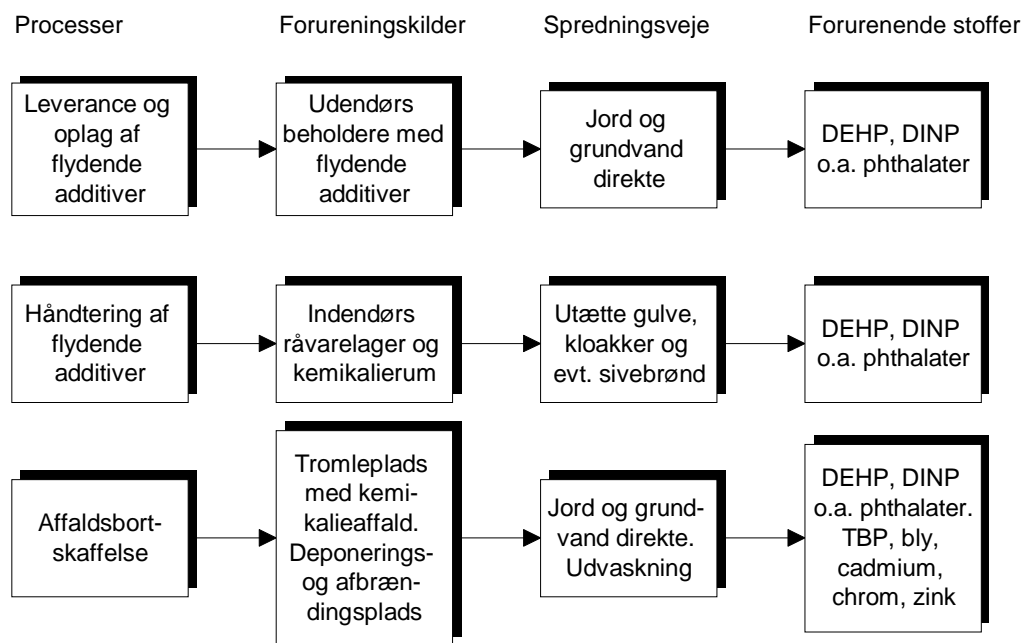 Processer
Forureningskilder
Spredningsveje
Forurenende stoffer
Leverance og
oplag af
flydende
additiver
Udendørs
beholdere med
flydende
additiver
Jord og
grundvand
direkte
DEHP, DINP
o.a. phthalater
Håndtering af
flydende
additiver
Indendørs
råvarelager og
kemikalierum
Utætte gulve,
kloakker og
evt. sivebrønd
DEHP, DINP
o.a. phthalater
Affaldsbort-
skaffelse
Tromleplads
med kemi-
kalieaffald.
Deponerings-
og afbræn-
dingsplads
Jord og grund-
vand direkte.
Udvaskning
DEHP, DINP
o.a. phthalater.
TBP, bly,
cadmium,
chrom, zink